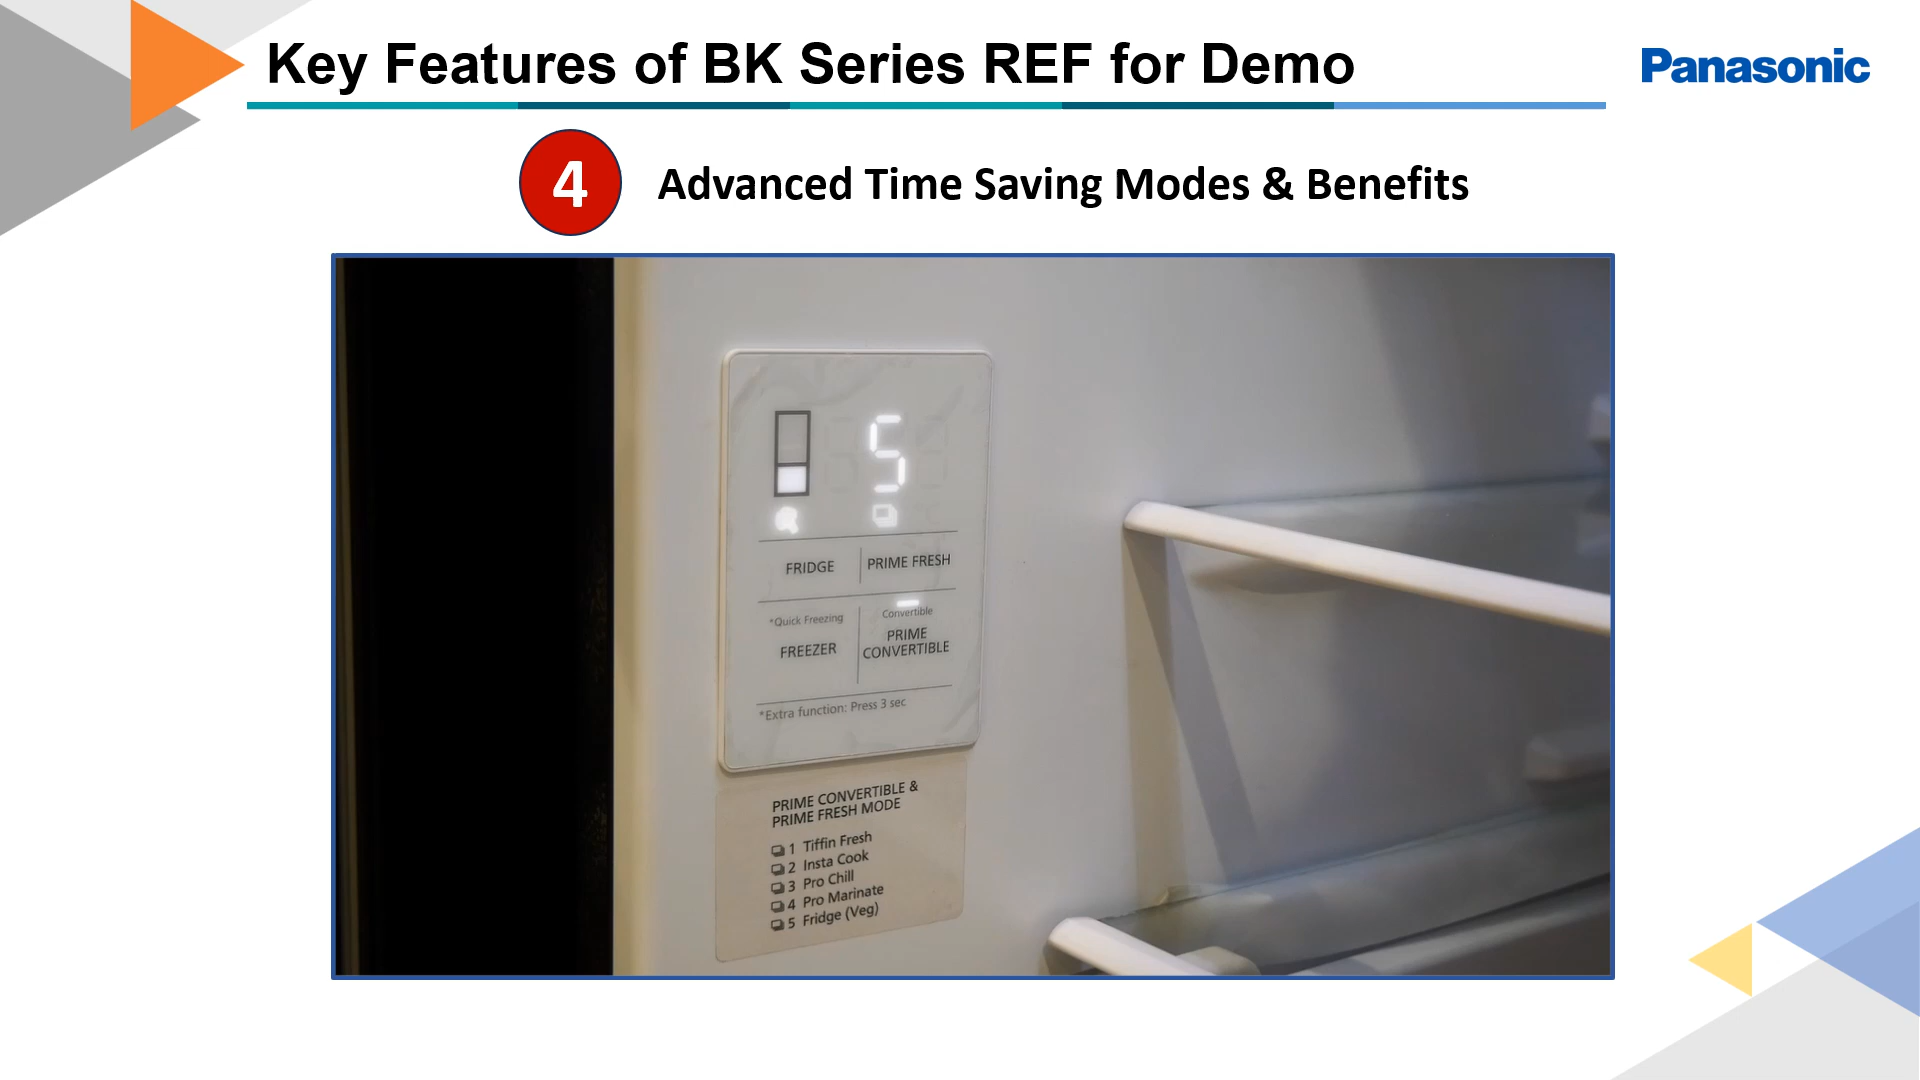 Key Features of BK Series REF for Demo
Panasonic
4
Advanced Time Saving Modes & Benefits
5
FRIDGE
PRIME FRESH
*Quick Freezing
FREEZER
Convertible
PRIME
CONVERTIBLE
*Extra function: Press 3 sec
PRIME CONVERTIBLE &
PRIME FRESH MODE
1 Tiffin Fresh
2 Insta Cook
3 Pro Chill
4 Pro Marinate
5 Fridge (Veg)